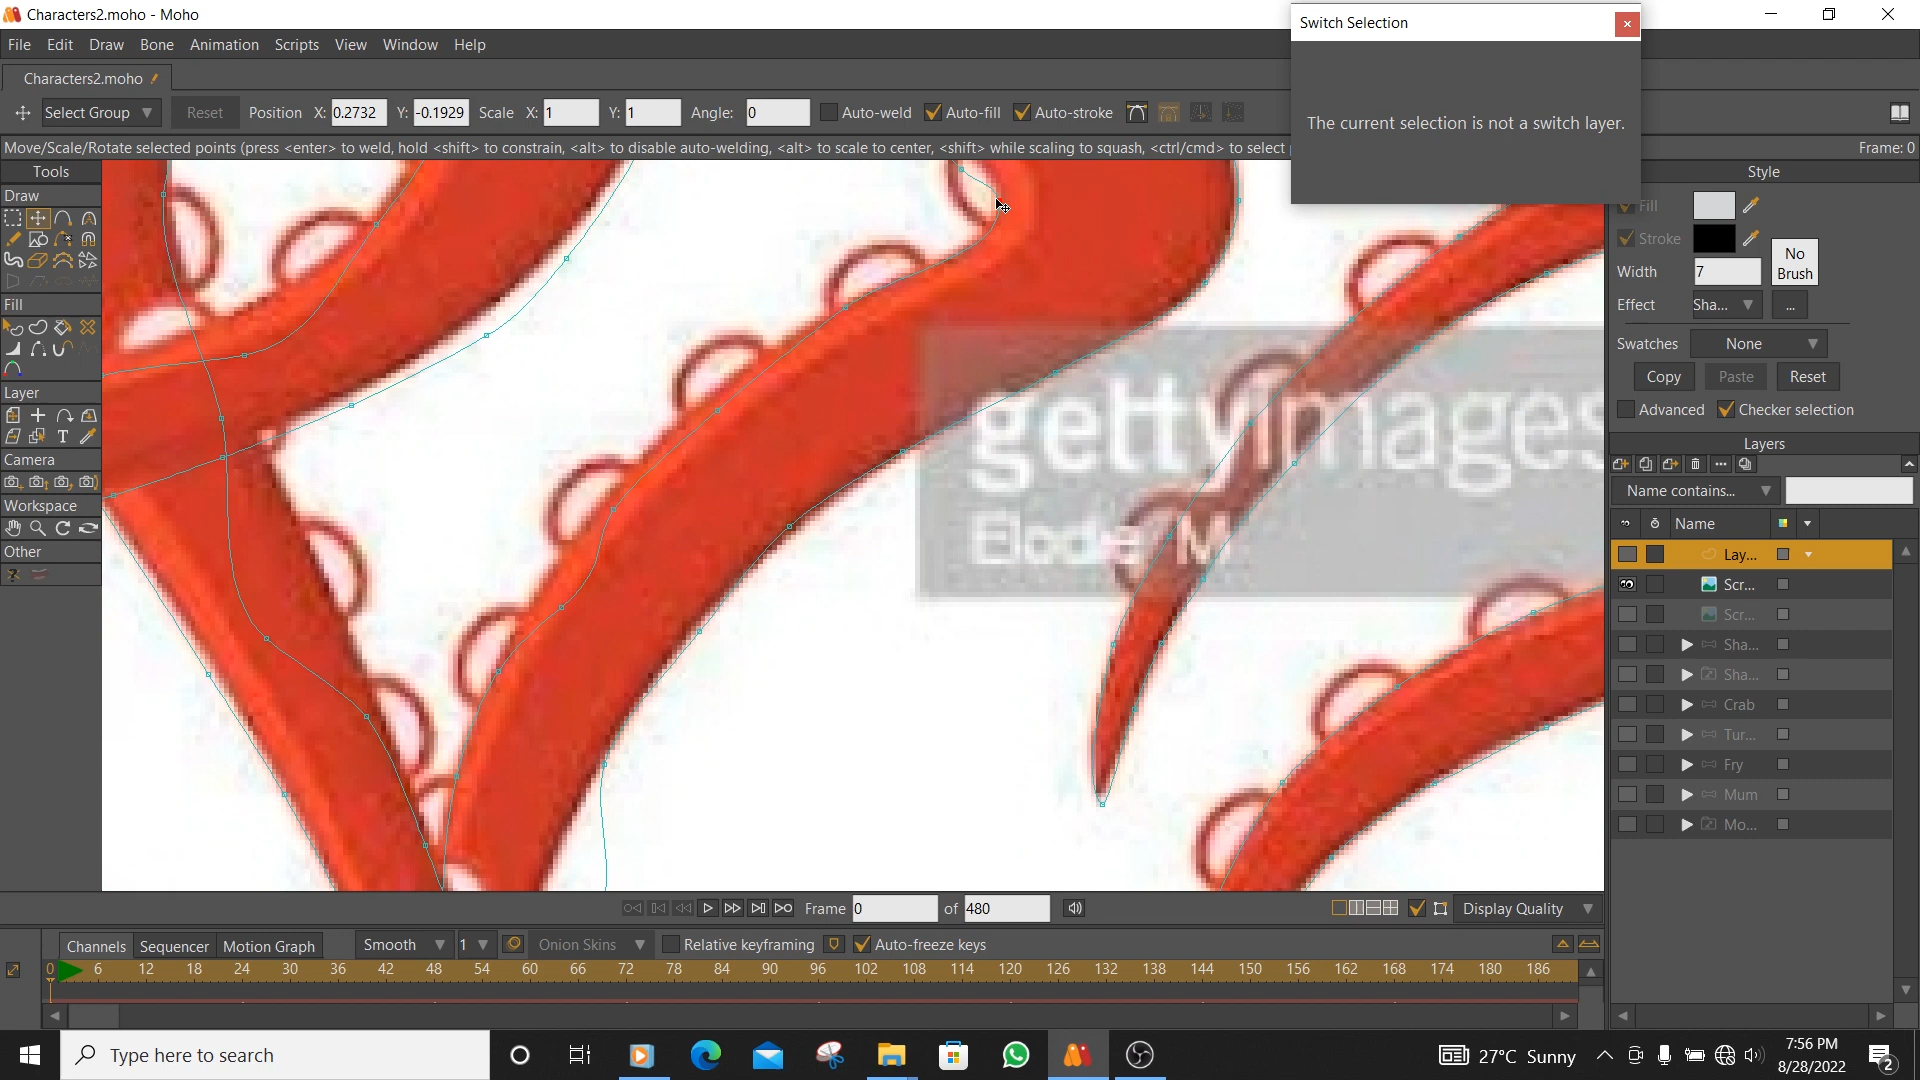 Characters2.moho - Moho
Switch Selection
File Edit Draw Bone Animation Scripts View Window Help
Characters2.moho
Select Group Reset Position X: 0.2732 Y: -0.1929 Scale X: 1 Y: 1 Angle: 0 Auto-weld Auto-fill Auto-stroke
The current selection is not a switch layer.
Move/Scale/Rotate selected points (press <enter> to weld, hold <shift> to constrain, <alt> to disable auto-welding, <alt> to scale to center, <shift> while scaling to squash, <ctrl/cmd> to select
Frame: 0
Tools
Draw
Fill
Layer
Camera
Workspace
Other
gettyimages
Elodie M
Style
Fill
Stroke
No
Brush
Width 7
Effect Sha... ...
Swatches None
Copy Paste Reset
Advanced Checker selection
Layers
Name contains...
Name
Lay...
Scr...
Scr...
Sha...
Sha...
Crab
Tur...
Fry
Mum
Mo...
Frame 0 of 480 Display Quality
Channels Sequencer Motion Graph Smooth 1 Onion Skins Relative keyframing Auto-freeze keys
0 6 12 18 24 30 36 42 48 54 60 66 72 78 84 90 96 102 108 114 120 126 132 138 144 150 156 162 168 174 180 186
Type here to search
27°C Sunny
7:56 PM
8/28/2022
2